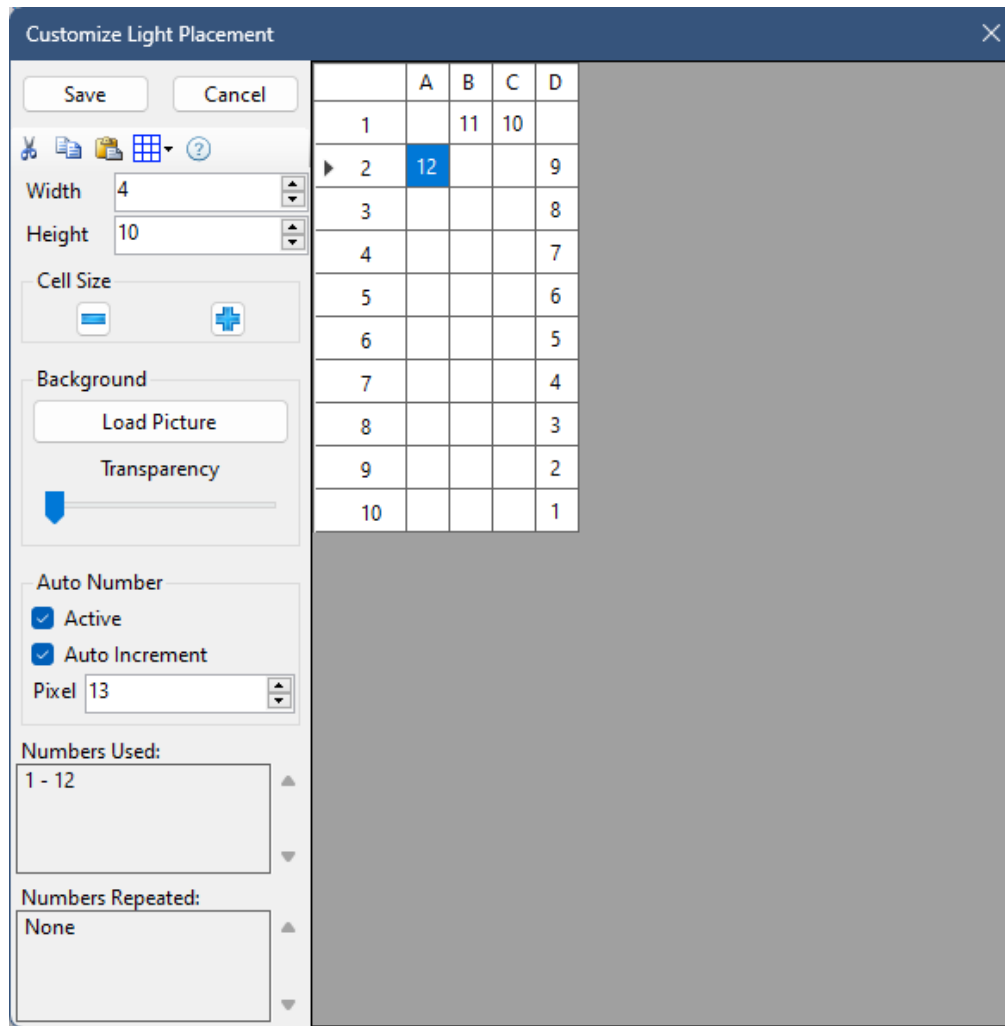 Customize Light Placement
Save Cancel
Width 4
Height 10
Cell Size
Background
Load Picture
Transparency
Auto Number
Active
Auto Increment
Pixel 13
Numbers Used:
1 - 12
Numbers Repeated:
None
A B C D
1 11 10
2 12 9
3 8
4 7
5 6
6 5
7 4
8 3
9 2
10 1